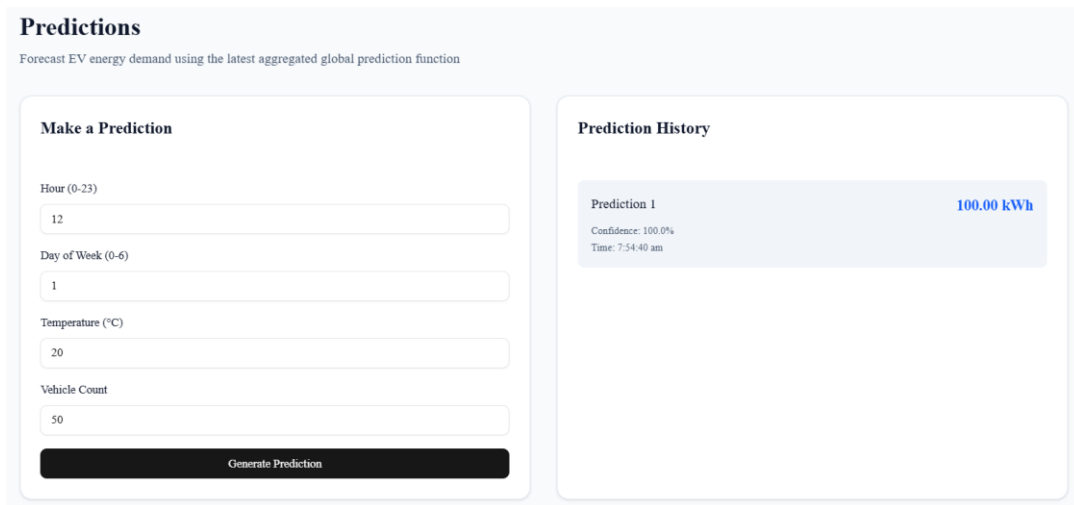 Predictions
Forecast EV energy demand using the latest aggregated global prediction function
Make a Prediction
Hour (0-23)
12
Day of Week (0-6)
1
Temperature (°C)
20
Vehicle Count
50
Generate Prediction
Prediction History
Prediction 1
100.00 kWh
Confidence: 100.0%
Time: 7:54:40 am